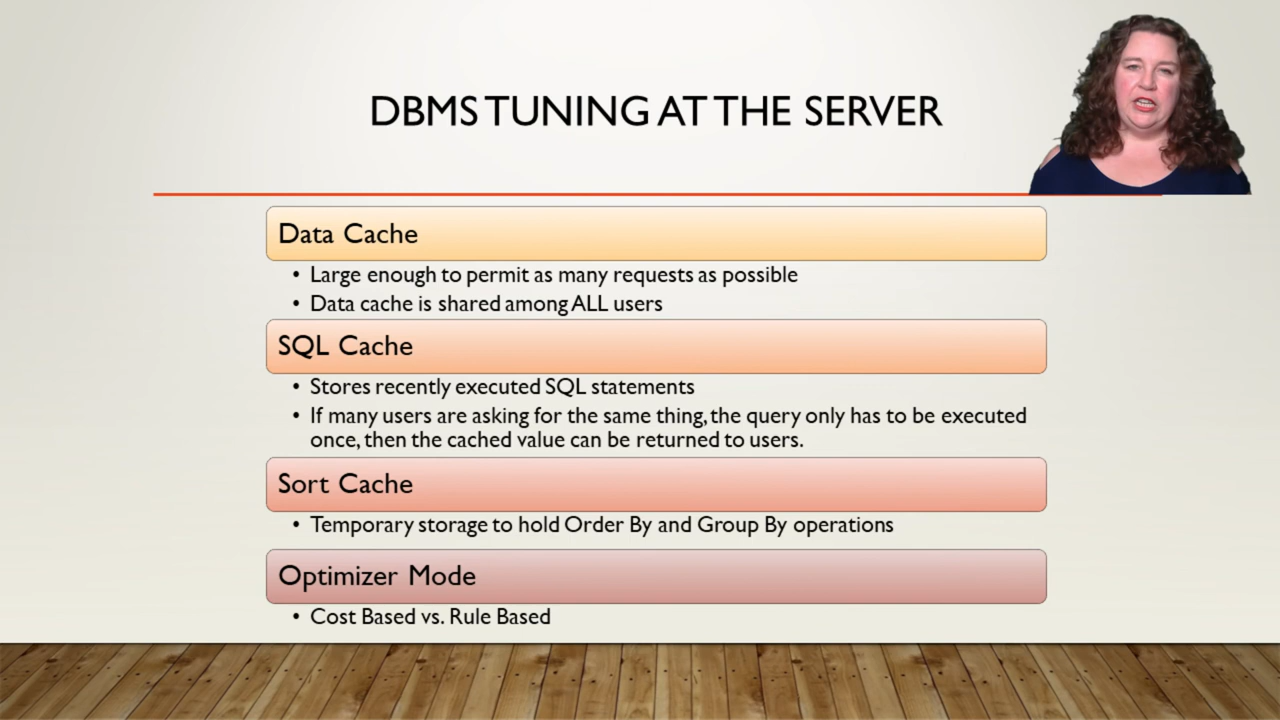 DBMS TUNING AT THE SERVER
Data Cache
• Large enough to permit as many requests as possible
• Data cache is shared among ALL users
SQL Cache
• Stores recently executed SQL statements
• If many users are asking for the same thing, the query only has to be executed
once, then the cached value can be returned to users.
Sort Cache
• Temporary storage to hold Order By and Group By operations
Optimizer Mode
• Cost Based vs. Rule Based